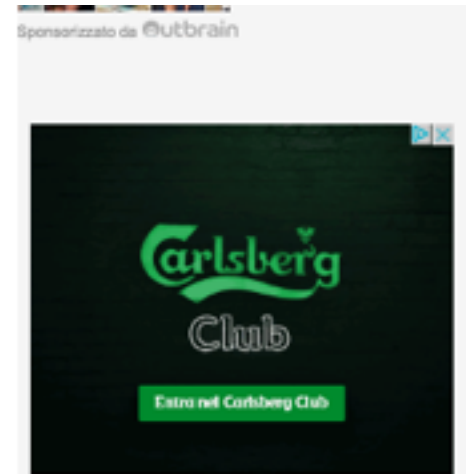 Sponsorizzato da Outbrain
Carlsberg
Club
Entra nel Carlsberg Club